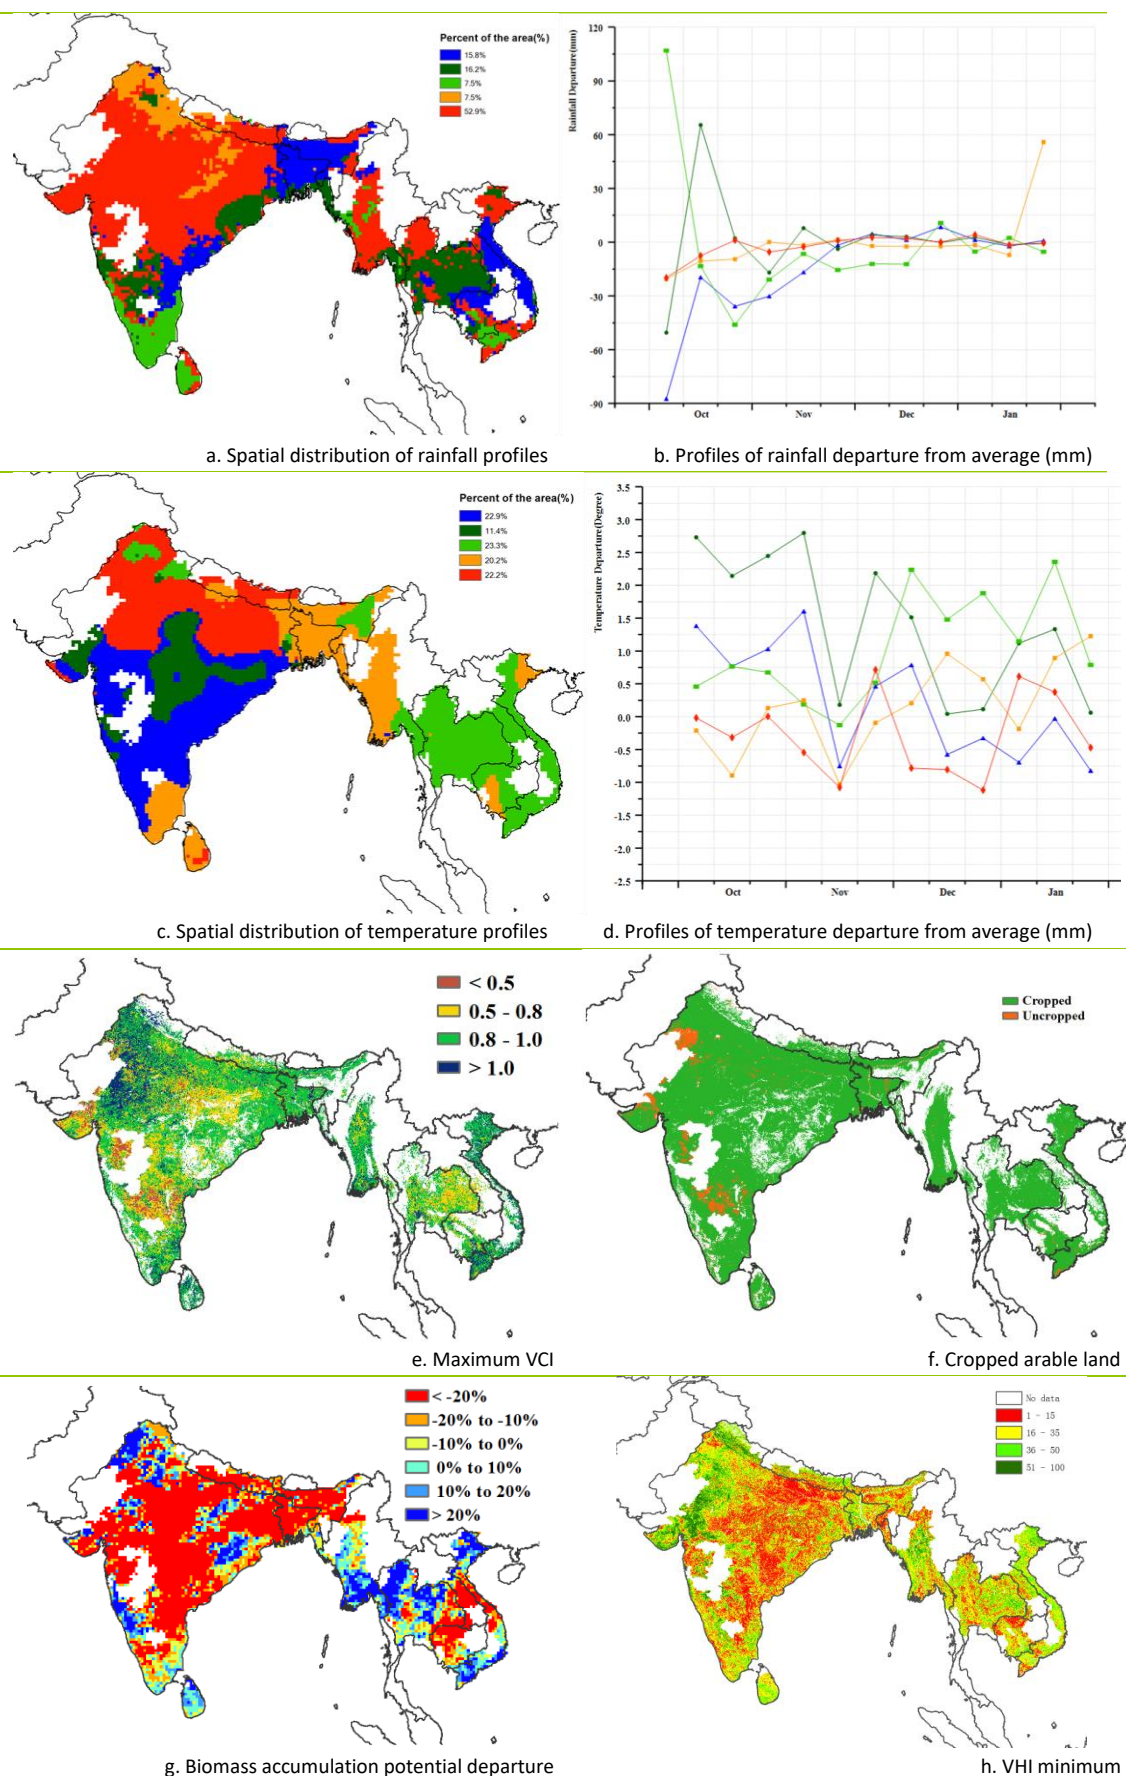 Percent of the area(%)
15.8%
16.2%
7.5%
7.5%
52.9%
Rainfall Departure(mm)
120
90
60
30
0
-30
-60
-90
Oct Nov Dec Jan
a. Spatial distribution of rainfall profiles
b. Profiles of rainfall departure from average (mm)
Percent of the area(%)
22.9%
11.4%
23.3%
20.2%
22.2%
Temperature Departure(Degree)
3.5
3.0
2.5
2.0
1.5
1.0
0.5
0.0
-0.5
-1.0
-1.5
-2.0
-2.5
Oct Nov Dec Jan
c. Spatial distribution of temperature profiles
d. Profiles of temperature departure from average (mm)
< 0.5
0.5 - 0.8
0.8 - 1.0
> 1.0
Cropped
Uncropped
e. Maximum VCI
f. Cropped arable land
< -20%
-20% to -10%
-10% to 0%
0% to 10%
10% to 20%
> 20%
No data
1 - 15
16 - 35
36 - 50
51 - 100
g. Biomass accumulation potential departure
h. VHI minimum